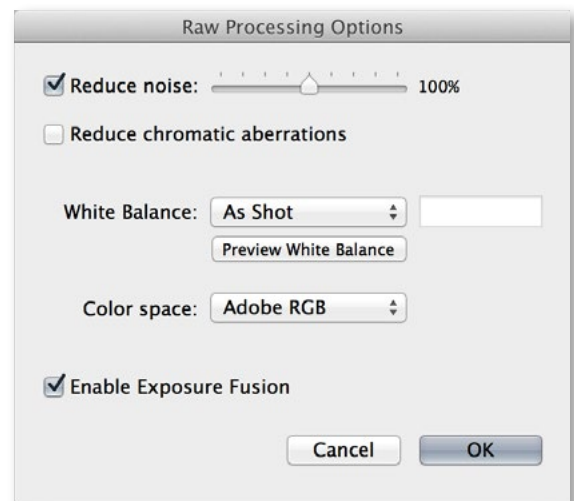 Raw Processing Options
Reduce noise: 100%
Reduce chromatic aberrations
White Balance: As Shot
Preview White Balance
Color space: Adobe RGB
Enable Exposure Fusion
Cancel OK